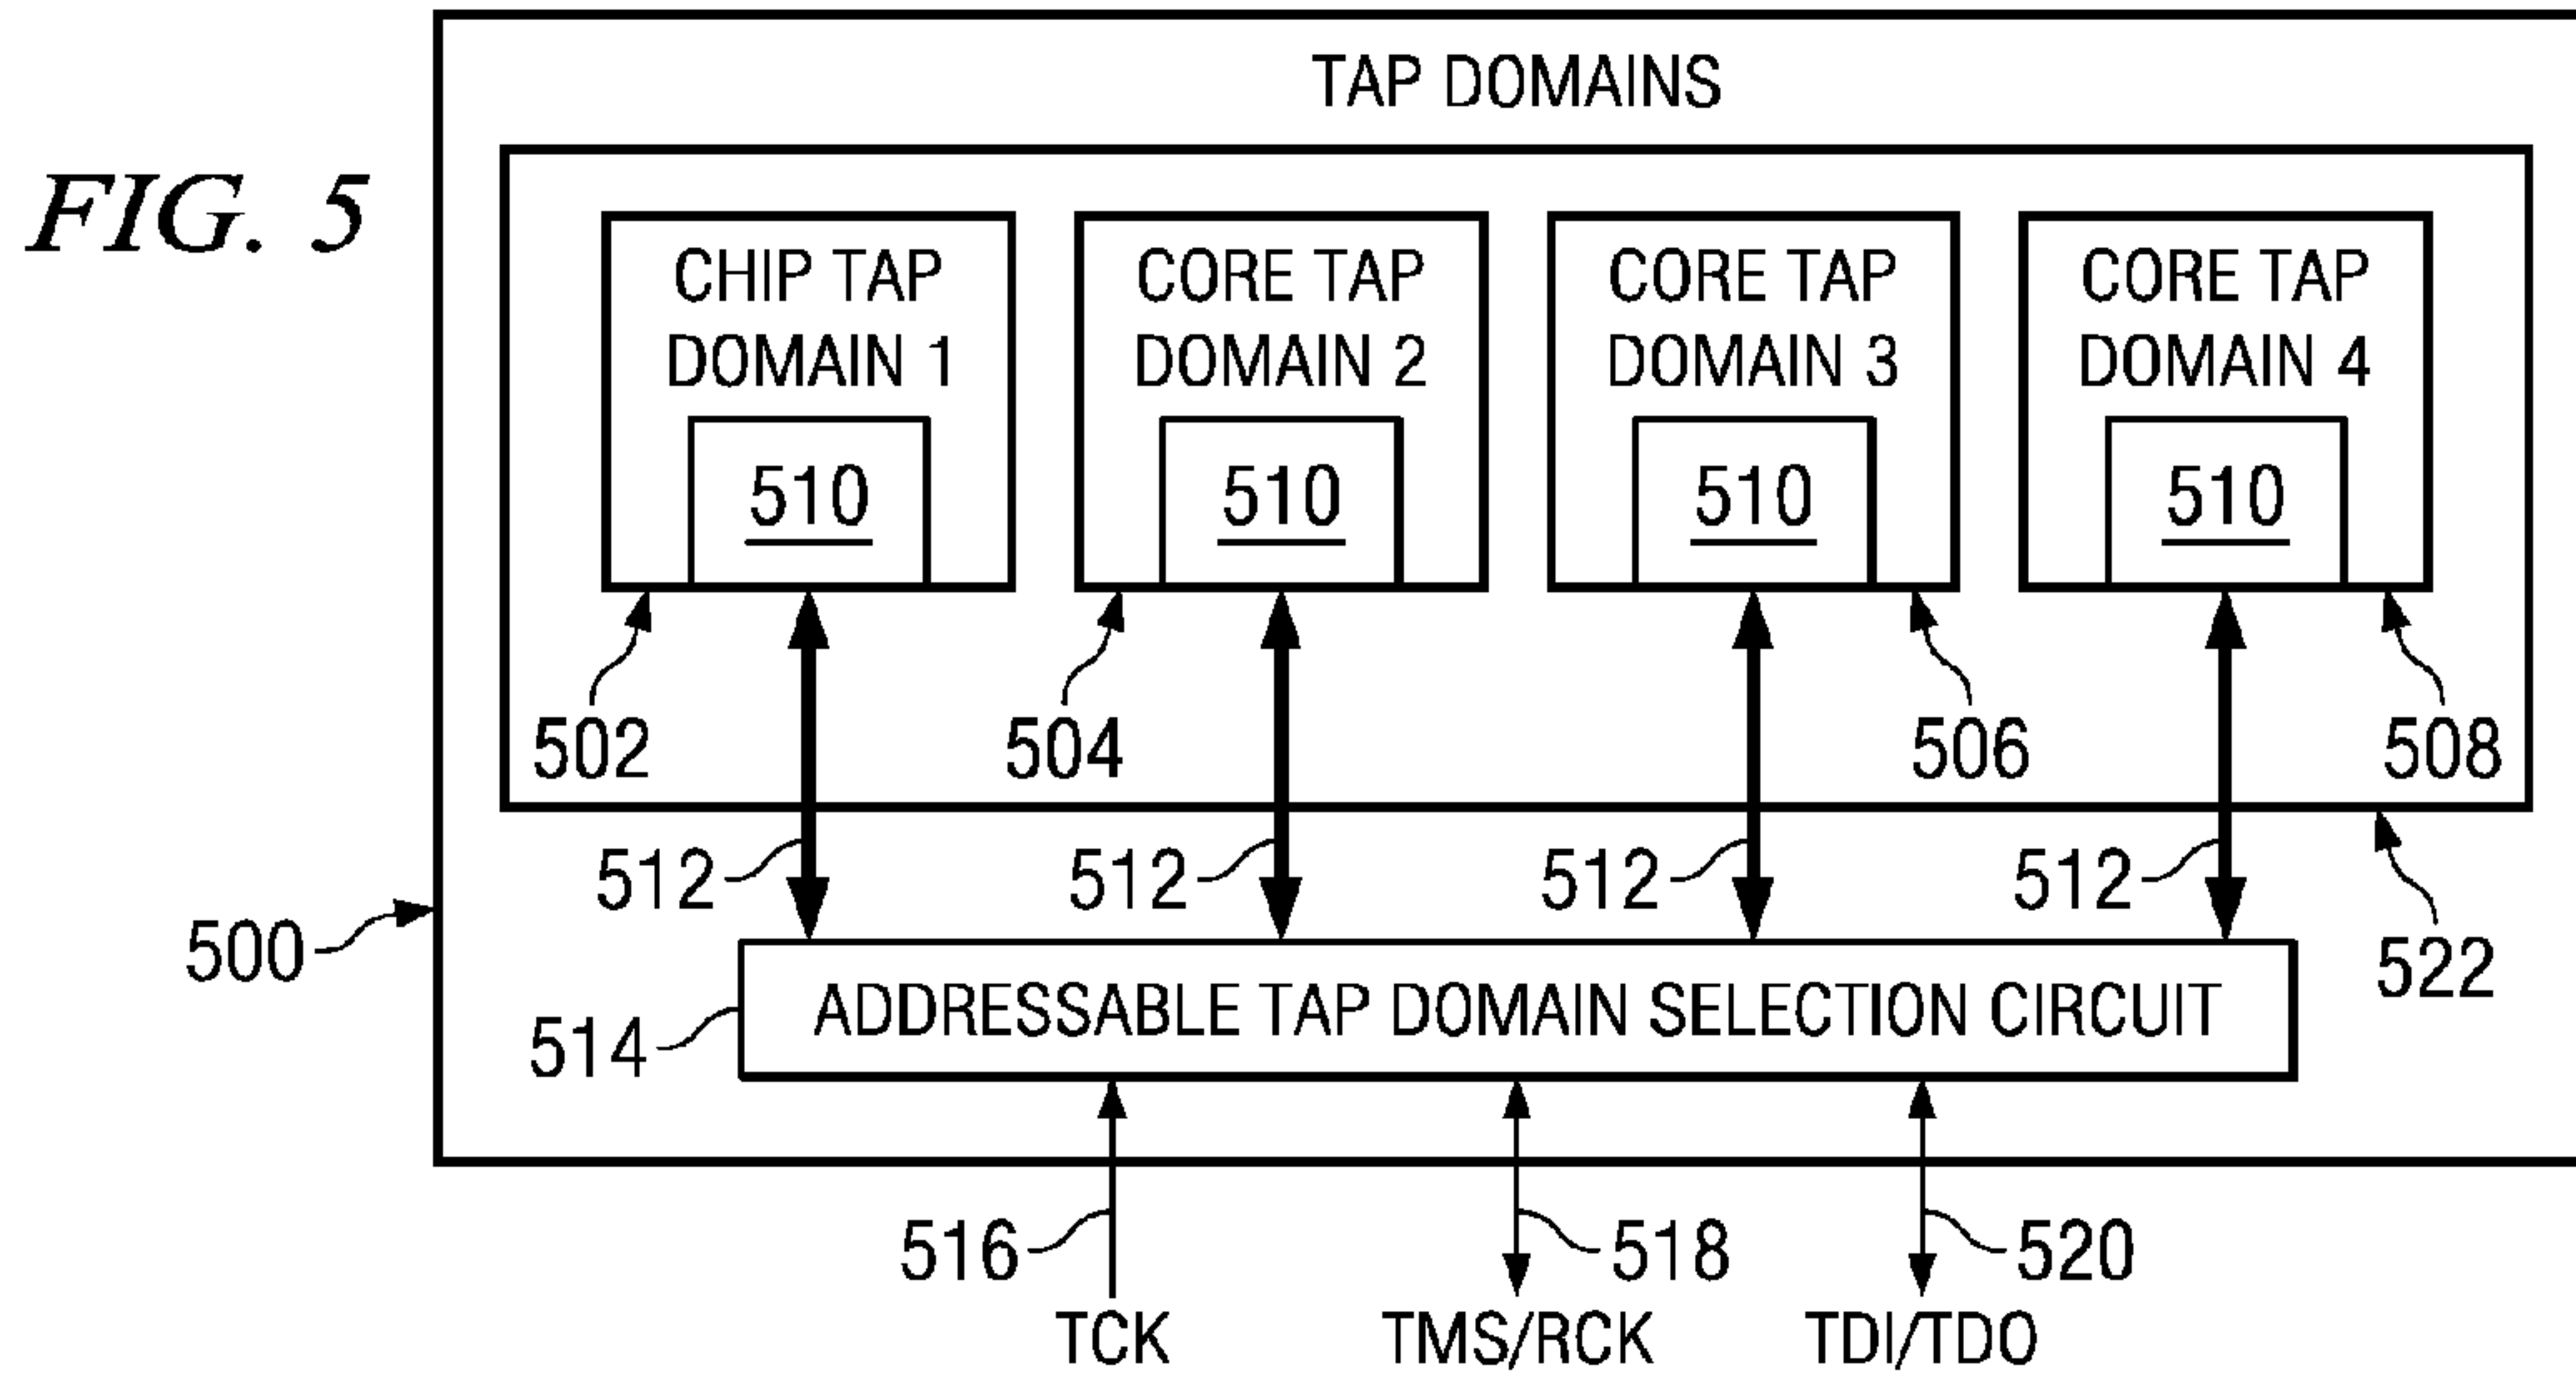 FIG. 5
TAP DOMAINS
CHIP TAP
DOMAIN 1
510
CORE TAP
DOMAIN 2
510
CORE TAP
DOMAIN 3
510
CORE TAP
DOMAIN 4
510
502
504
506
508
512
512
512
512
500
522
514
ADDRESSABLE TAP DOMAIN SELECTION CIRCUIT
516
518
520
TCK
TMS/RCK
TDI/TDO